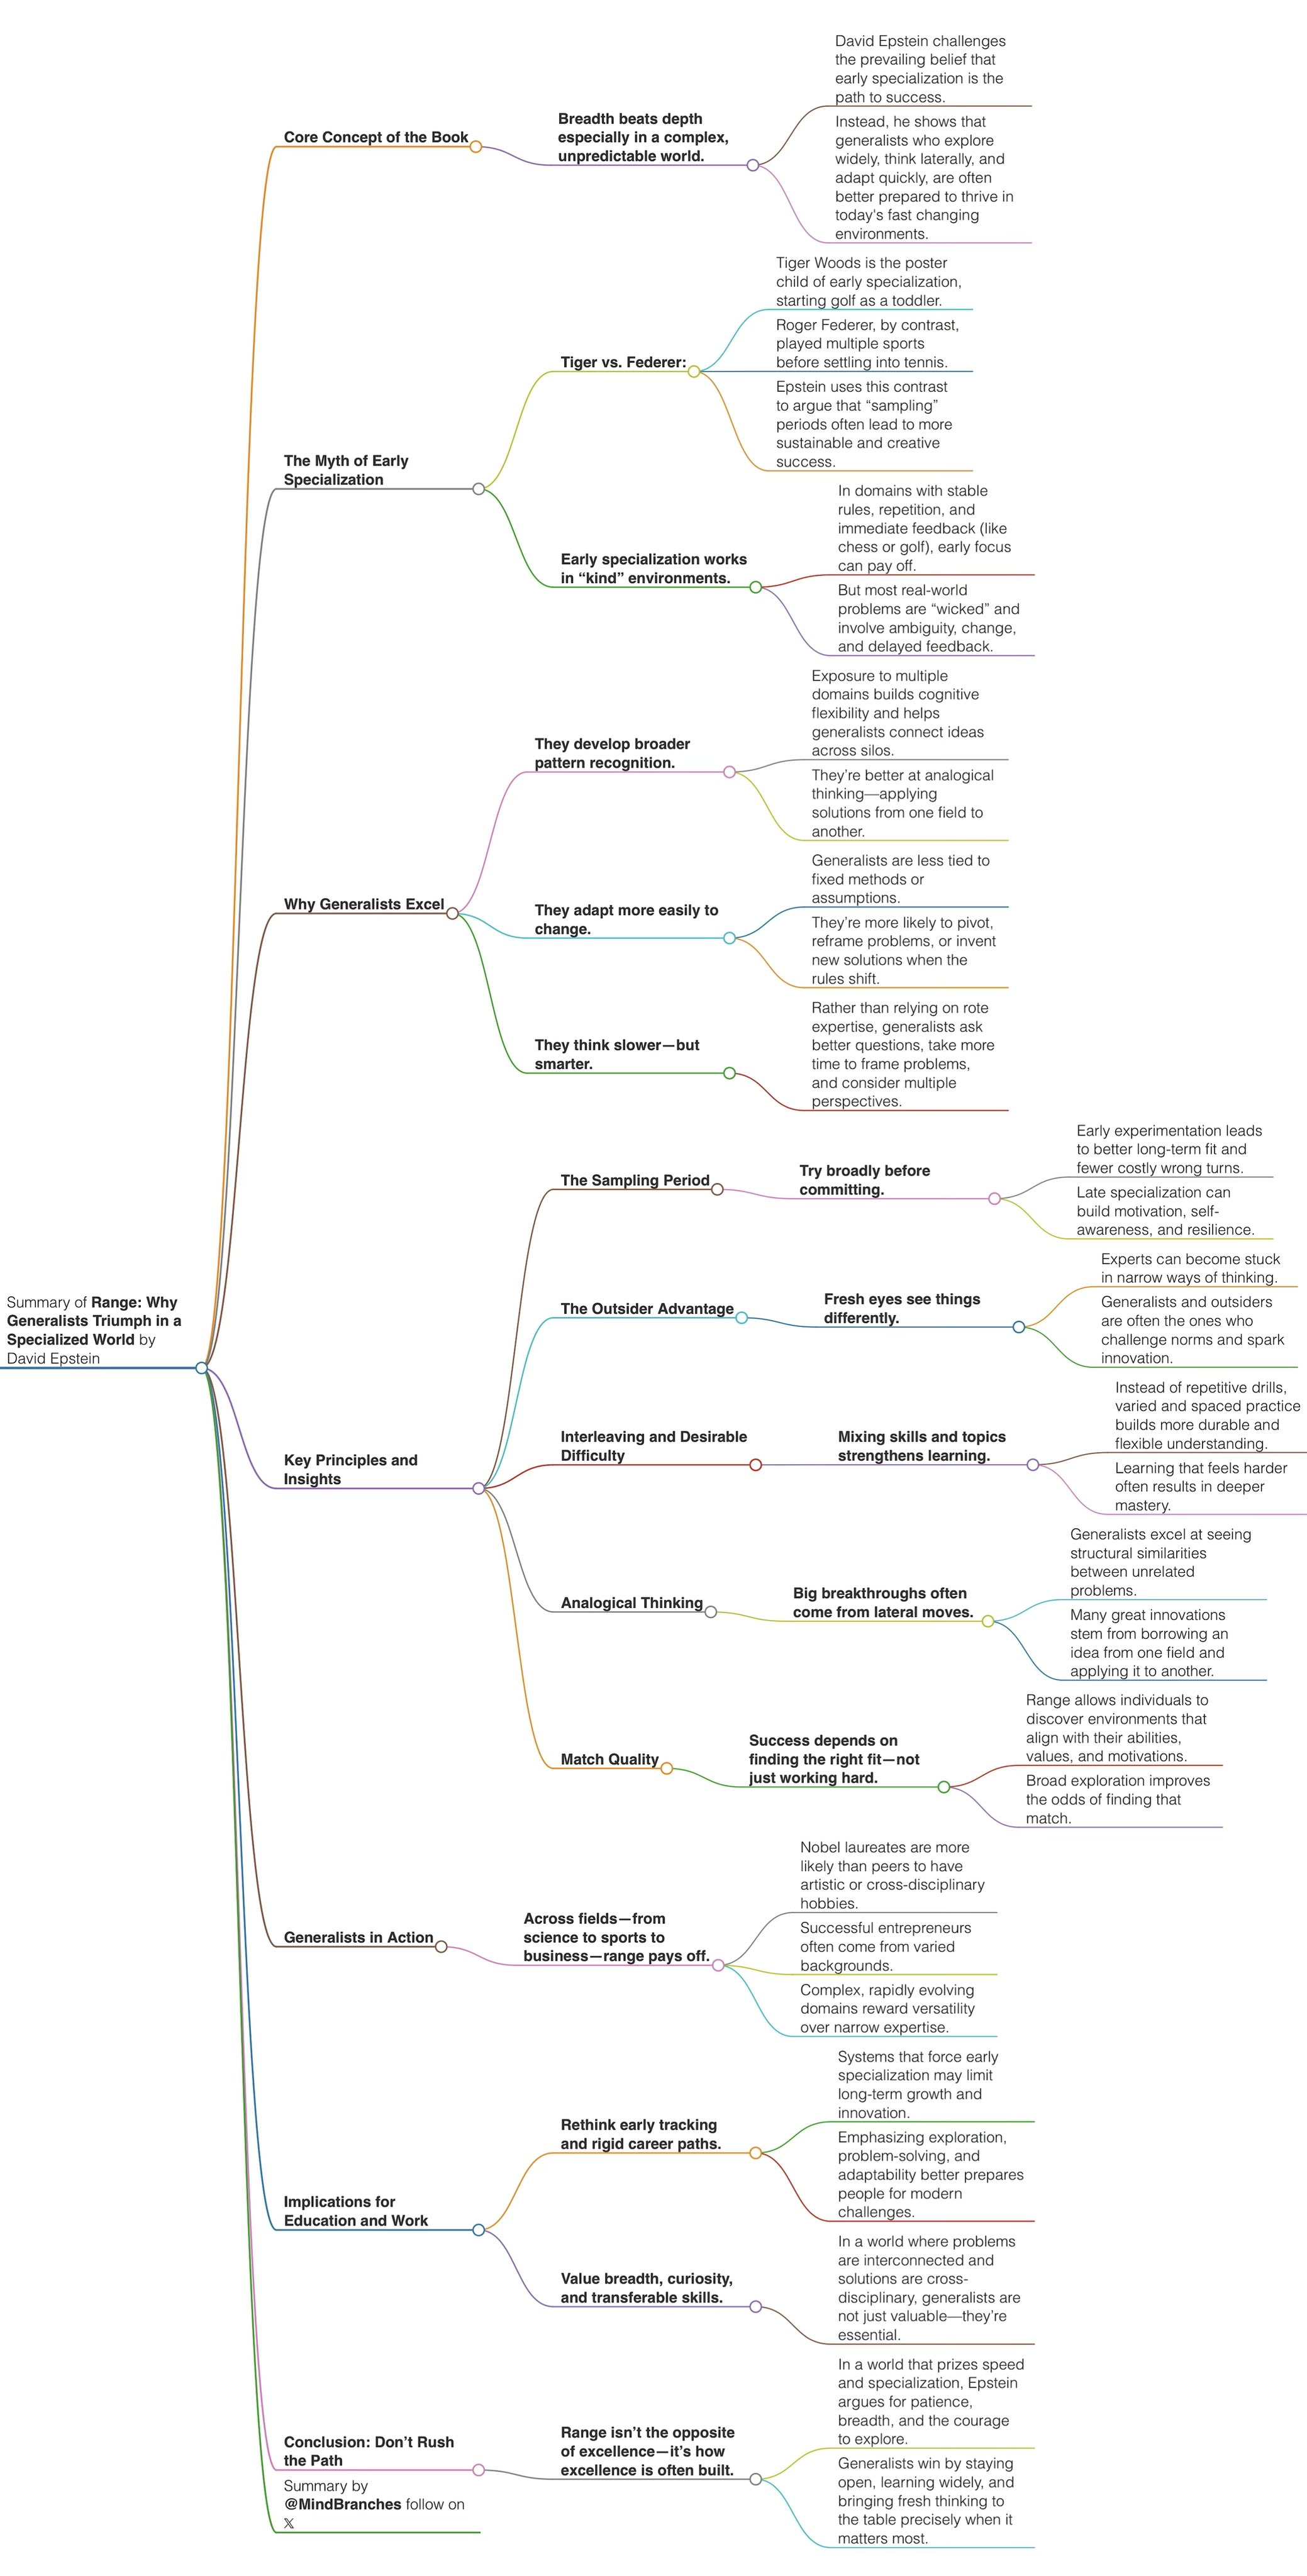 Summary of Range: Why
Generalists Triumph in a
Specialized World by
David Epstein
Core Concept of the Book
Breadth beats depth
especially in a complex,
unpredictable world.
David Epstein challenges
the prevailing belief that
early specialization is the
path to success.
Instead, he shows that
generalists who explore
widely, think laterally, and
adapt quickly, are often
better prepared to thrive in
today's fast changing
environments.
The Myth of Early
Specialization
Tiger vs. Federer:
Tiger Woods is the poster
child of early specialization,
starting golf as a toddler.
Roger Federer, by contrast,
played multiple sports
before settling into tennis.
Epstein uses this contrast
to argue that “sampling”
periods often lead to more
sustainable and creative
success.
Early specialization works
in “kind” environments.
In domains with stable
rules, repetition, and
immediate feedback (like
chess or golf), early focus
can pay off.
But most real-world
problems are “wicked” and
involve ambiguity, change,
and delayed feedback.
Why Generalists Excel
They develop broader
pattern recognition.
Exposure to multiple
domains builds cognitive
flexibility and helps
generalists connect ideas
across silos.
They’re better at analogical
thinking—applying
solutions from one field to
another.
They adapt more easily to
change.
Generalists are less tied to
fixed methods or
assumptions.
They’re more likely to pivot,
reframe problems, or invent
new solutions when the
rules shift.
They think slower—but
smarter.
Rather than relying on rote
expertise, generalists ask
better questions, take more
time to frame problems,
and consider multiple
perspectives.
Key Principles and
Insights
The Sampling Period
Try broadly before
committing.
Early experimentation leads
to better long-term fit and
fewer costly wrong turns.
Late specialization can
build motivation, self-
awareness, and resilience.
The Outsider Advantage
Fresh eyes see things
differently.
Experts can become stuck
in narrow ways of thinking.
Generalists and outsiders
are often the ones who
challenge norms and spark
innovation.
Interleaving and Desirable
Difficulty
Mixing skills and topics
strengthens learning.
Instead of repetitive drills,
varied and spaced practice
builds more durable and
flexible understanding.
Learning that feels harder
often results in deeper
mastery.
Analogical Thinking
Big breakthroughs often
come from lateral moves.
Generalists excel at seeing
structural similarities
between unrelated
problems.
Many great innovations
stem from borrowing an
idea from one field and
applying it to another.
Match Quality
Success depends on
finding the right fit—not
just working hard.
Range allows individuals to
discover environments that
align with their abilities,
values, and motivations.
Broad exploration improves
the odds of finding that
match.
Generalists in Action
Across fields—from
science to sports to
business—range pays off.
Nobel laureates are more
likely than peers to have
artistic or cross-disciplinary
hobbies.
Successful entrepreneurs
often come from varied
backgrounds.
Complex, rapidly evolving
domains reward versatility
over narrow expertise.
Implications for
Education and Work
Rethink early tracking
and rigid career paths.
Systems that force early
specialization may limit
long-term growth and
innovation.
Emphasizing exploration,
problem-solving, and
adaptability better prepares
people for modern
challenges.
Value breadth, curiosity,
and transferable skills.
In a world where problems
are interconnected and
solutions are cross-
disciplinary, generalists are
not just valuable—they’re
essential.
Conclusion: Don’t Rush
the Path
Range isn’t the opposite
of excellence—it’s how
excellence is often built.
In a world that prizes speed
and specialization, Epstein
argues for patience,
breadth, and the courage
to explore.
Generalists win by staying
open, learning widely, and
bringing fresh thinking to
the table precisely when it
matters most.
Summary by
@MindBranches follow on
𝕏